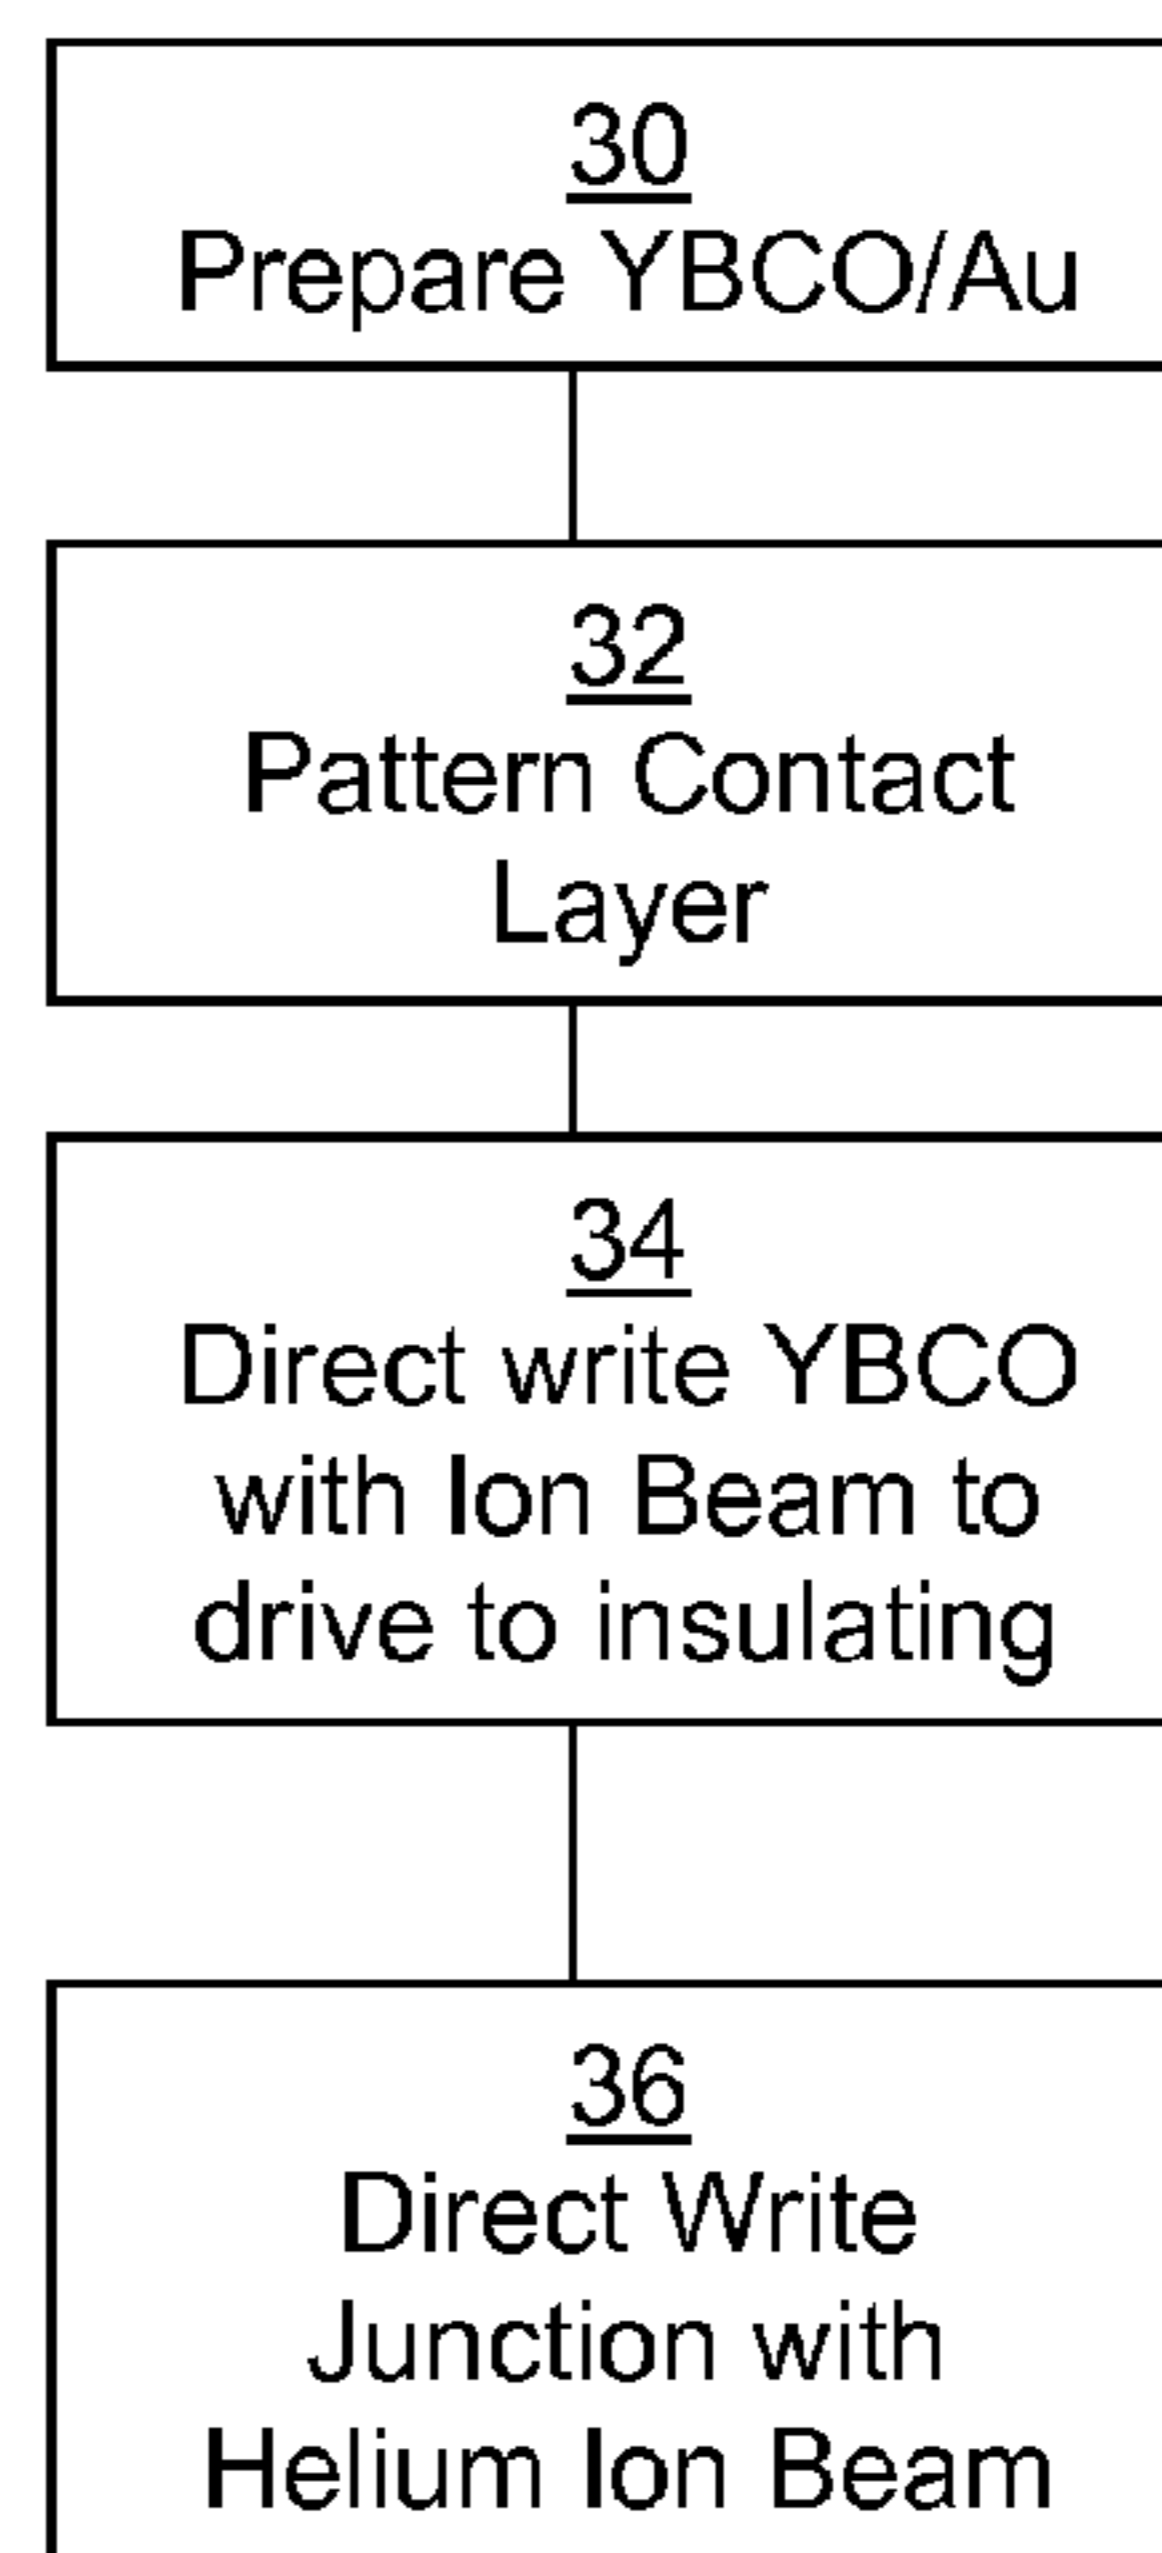 30
Prepare YBCO/Au
32
Pattern Contact
Layer
34
Direct write YBCO
with Ion Beam to
drive to insulating
36
Direct Write
Junction with
Helium Ion Beam